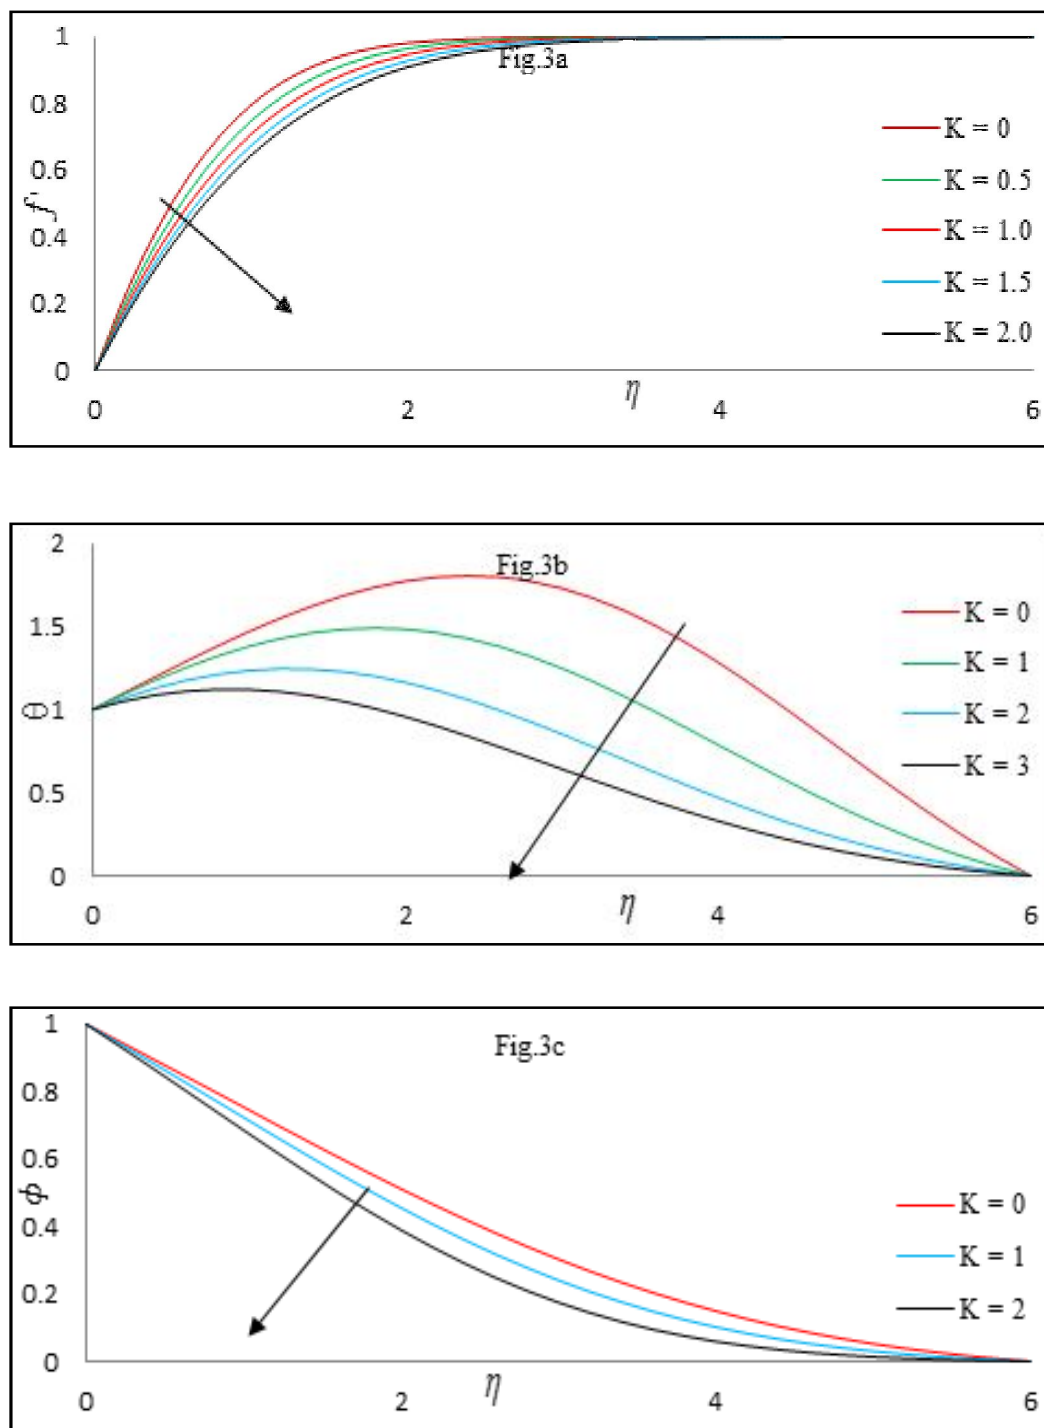 1
Fig.3a
0.8
K = 0
0.6
K = 0.5
f'
K = 1.0
0.4
K = 1.5
0.2
K = 2.0
0
η
0 2 4 6
2
Fig.3b
K = 0
1.5
K = 1
θ
1
K = 2
K = 3
0.5
0
η
0 2 4 6
1
Fig.3c
0.8
0.6
ϕ
K = 0
0.4
K = 1
0.2
K = 2
0
η
0 2 4 6